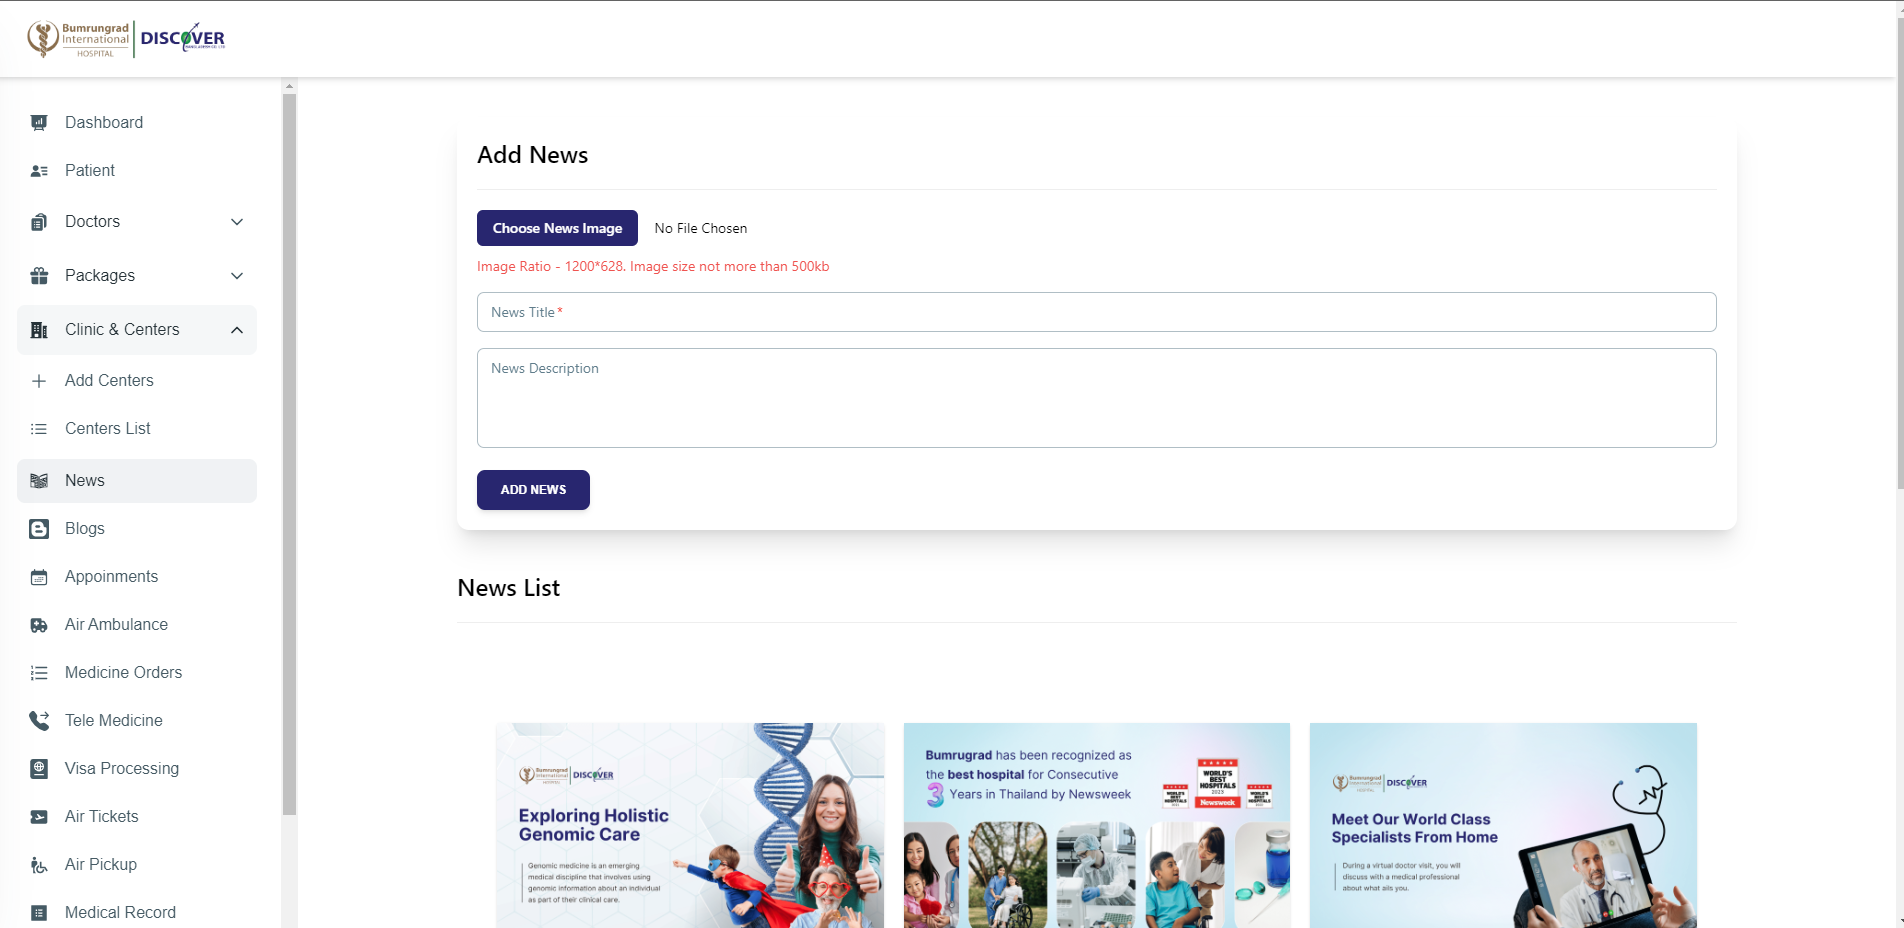 Bumrungrad
International
HOSPITAL
DISCOVER
Dashboard
Patient
Doctors
Packages
Clinic & Centers
Add Centers
Centers List
News
Blogs
Appoinments
Air Ambulance
Medicine Orders
Tele Medicine
Visa Processing
Air Tickets
Air Pickup
Medical Record
Add News
Choose News Image No File Chosen
Image Ratio - 1200*628. Image size not more than 500kb
News Title*
News Description
ADD NEWS
News List
Bumrungrad
International
HOSPITAL
DISCOVER
Exploring Holistic
Genomic Care
Genomic medicine is an emerging
medical discipline that involves using
genomic information about an individual
as part of their clinical care.
Bumrugrad has been recognized as
the best hospital for Consecutive
3 Years in Thailand by Newsweek
WORLD'S
BEST
HOSPITALS
WORLD'S
BEST
HOSPITALS
2023
Newsweek
WORLD'S
BEST
HOSPITALS
Bumrungrad
International
HOSPITAL
DISCOVER
Meet Our World Class
Specialists From Home
During a virtual doctor visit, you will
discuss with a medical professional
about what ails you.